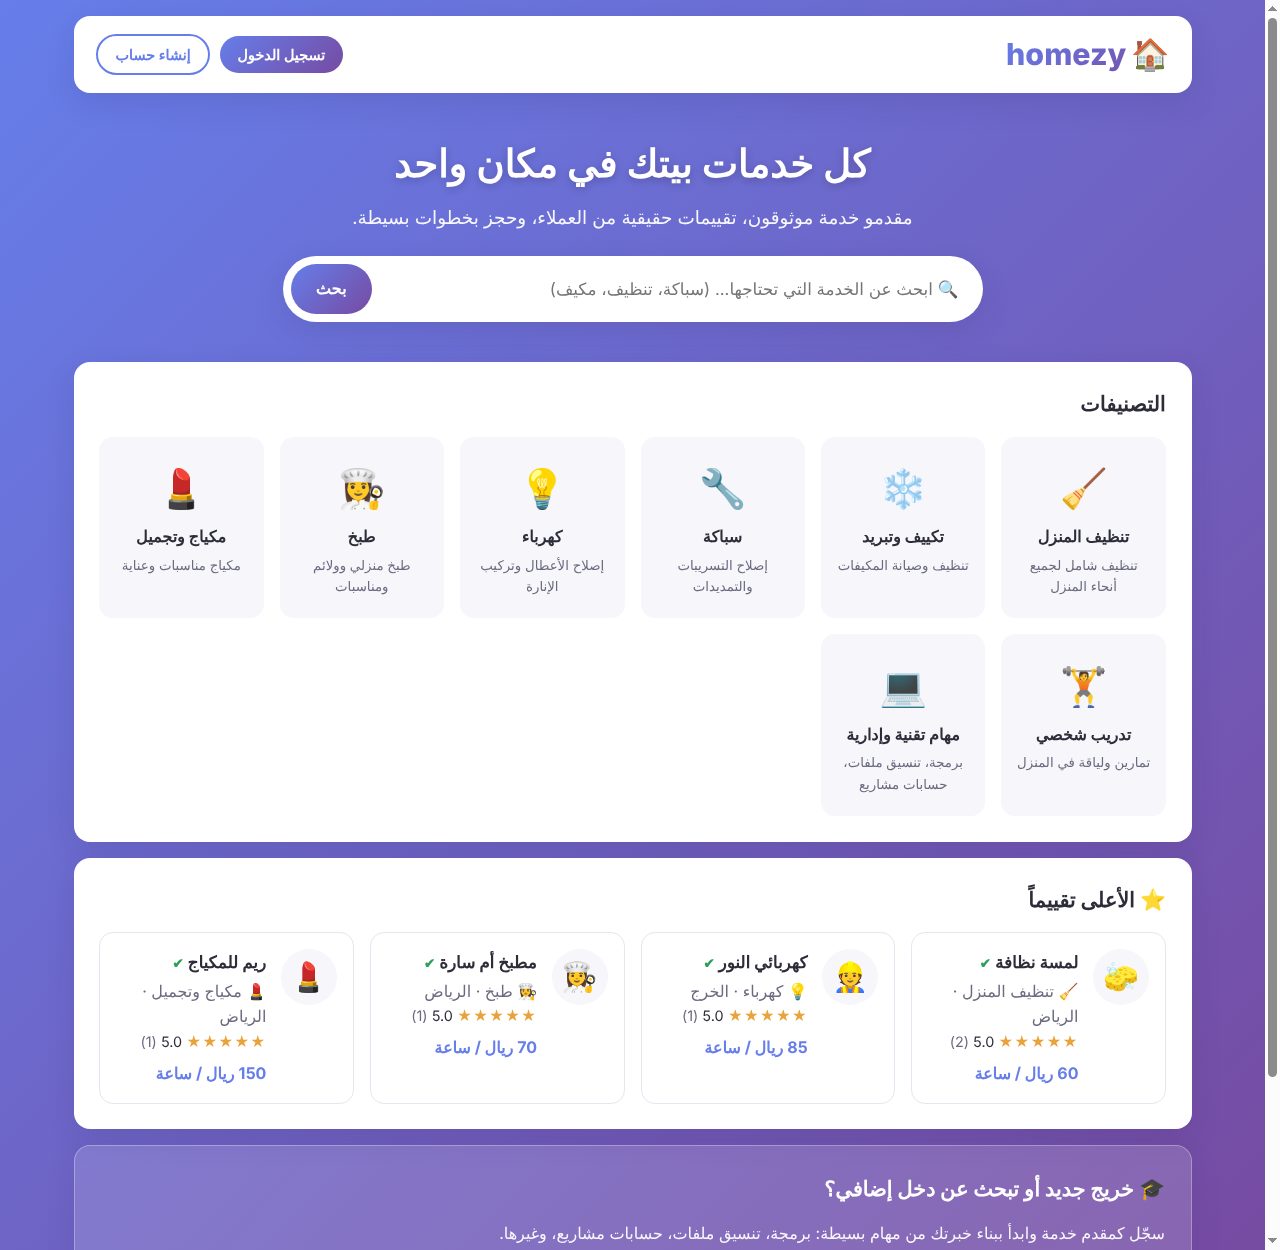 🏠 homezy
تسجيل الدخول
إنشاء حساب
كل خدمات بيتك في مكان واحد
مقدمو خدمة موثوقون، تقييمات حقيقية من العملاء، وحجز بخطوات بسيطة.
🔍 ابحث عن الخدمة التي تحتاجها... (سباكة، تنظيف، مكيف)
بحث
التصنيفات
تنظيف المنزل
تنظيف شامل لجميع
أنحاء المنزل
تكييف وتبريد
تنظيف وصيانة المكيفات
سباكة
إصلاح التسريبات
والتمديدات
كهرباء
إصلاح الأعطال وتركيب
الإنارة
طبخ
طبخ منزلي وولائم
ومناسبات
مكياج وتجميل
مكياج مناسبات وعناية
تدريب شخصي
تمارين ولياقة في المنزل
مهام تقنية وإدارية
برمجة، تنسيق ملفات،
حسابات مشاريع
⭐ الأعلى تقييماً
لمسة نظافة ✔
🧹 تنظيف المنزل ·
الرياض
★★★★★ 5.0 (2)
60 ريال / ساعة
كهربائي النور ✔
💡 كهرباء · الخرج
★★★★★ 5.0 (1)
85 ريال / ساعة
مطبخ أم سارة ✔
👩‍🍳 طبخ · الرياض
★★★★★ 5.0 (1)
70 ريال / ساعة
ريم للمكياج ✔
💄 مكياج وتجميل ·
الرياض
★★★★★ 5.0 (1)
150 ريال / ساعة
🎓 خريج جديد أو تبحث عن دخل إضافي؟
سجّل كمقدم خدمة وابدأ ببناء خبرتك من مهام بسيطة: برمجة، تنسيق ملفات، حسابات مشاريع، وغيرها.